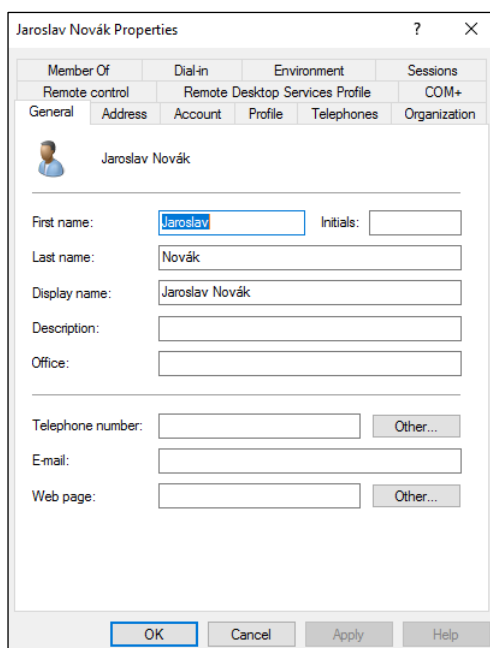 Jaroslav Novák Properties ? ×
Member Of Dial-in Environment Sessions
Remote control Remote Desktop Services Profile COM+
General Address Account Profile Telephones Organization
Jaroslav Novák
First name: Jaroslav Initials:
Last name: Novák
Display name: Jaroslav Novák
Description:
Office:
Telephone number: Other...
E-mail:
Web page: Other...
OK Cancel Apply Help